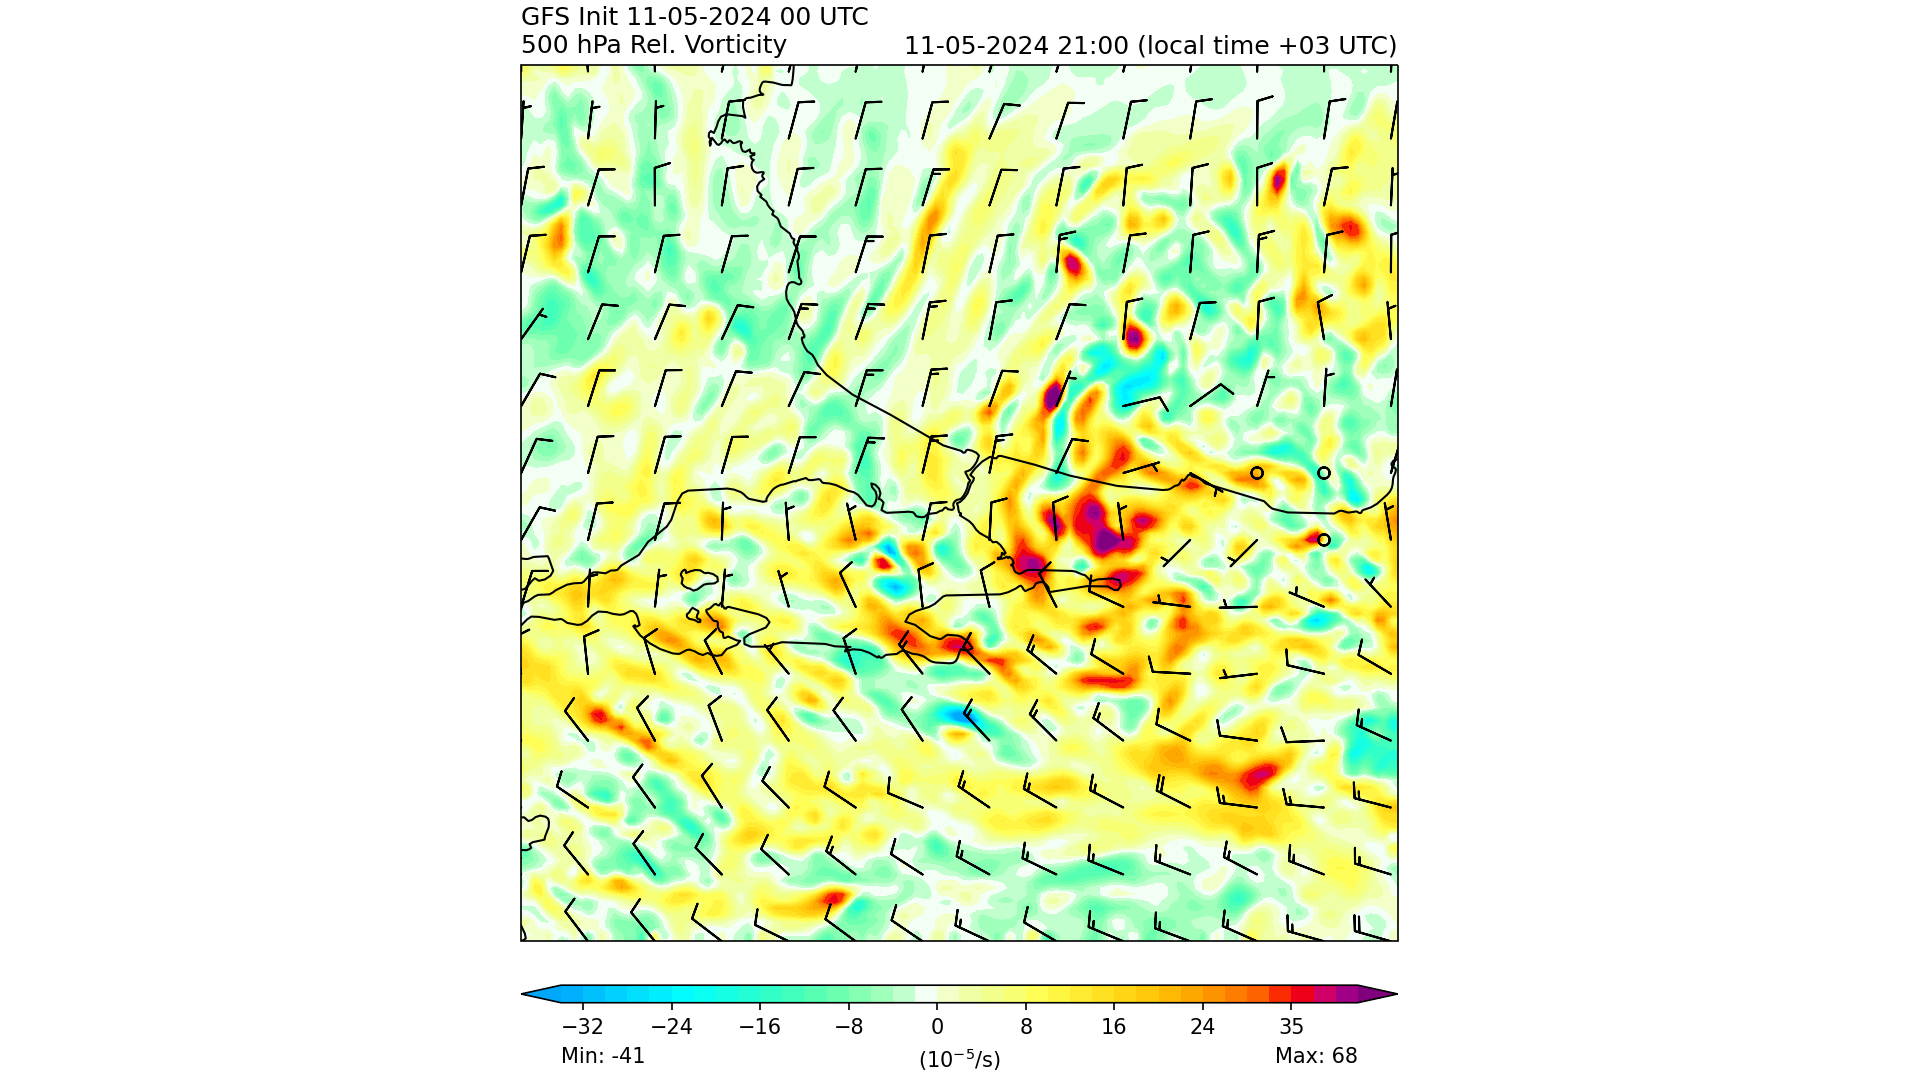 GFS Init 11-05-2024 00 UTC
500 hPa Rel. Vorticity
11-05-2024 21:00 (local time +03 UTC)
−32 −24 −16 −8 0 8 16 24 35
Min: -41 (10⁻⁵/s) Max: 68